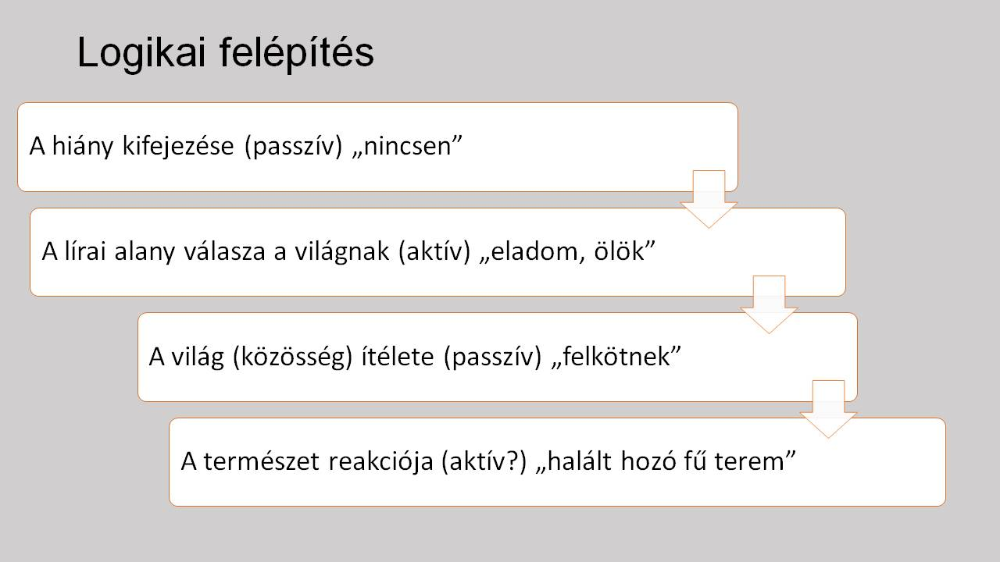 Logikai felépítés
A hiány kifejezése (passzív) „nincsen”
A lírai alany válasza a világnak (aktív) „eladom, ölök”
A világ (közösség) ítélete (passzív) „felkötnek”
A természet reakciója (aktív?) „halált hozó fű terem”